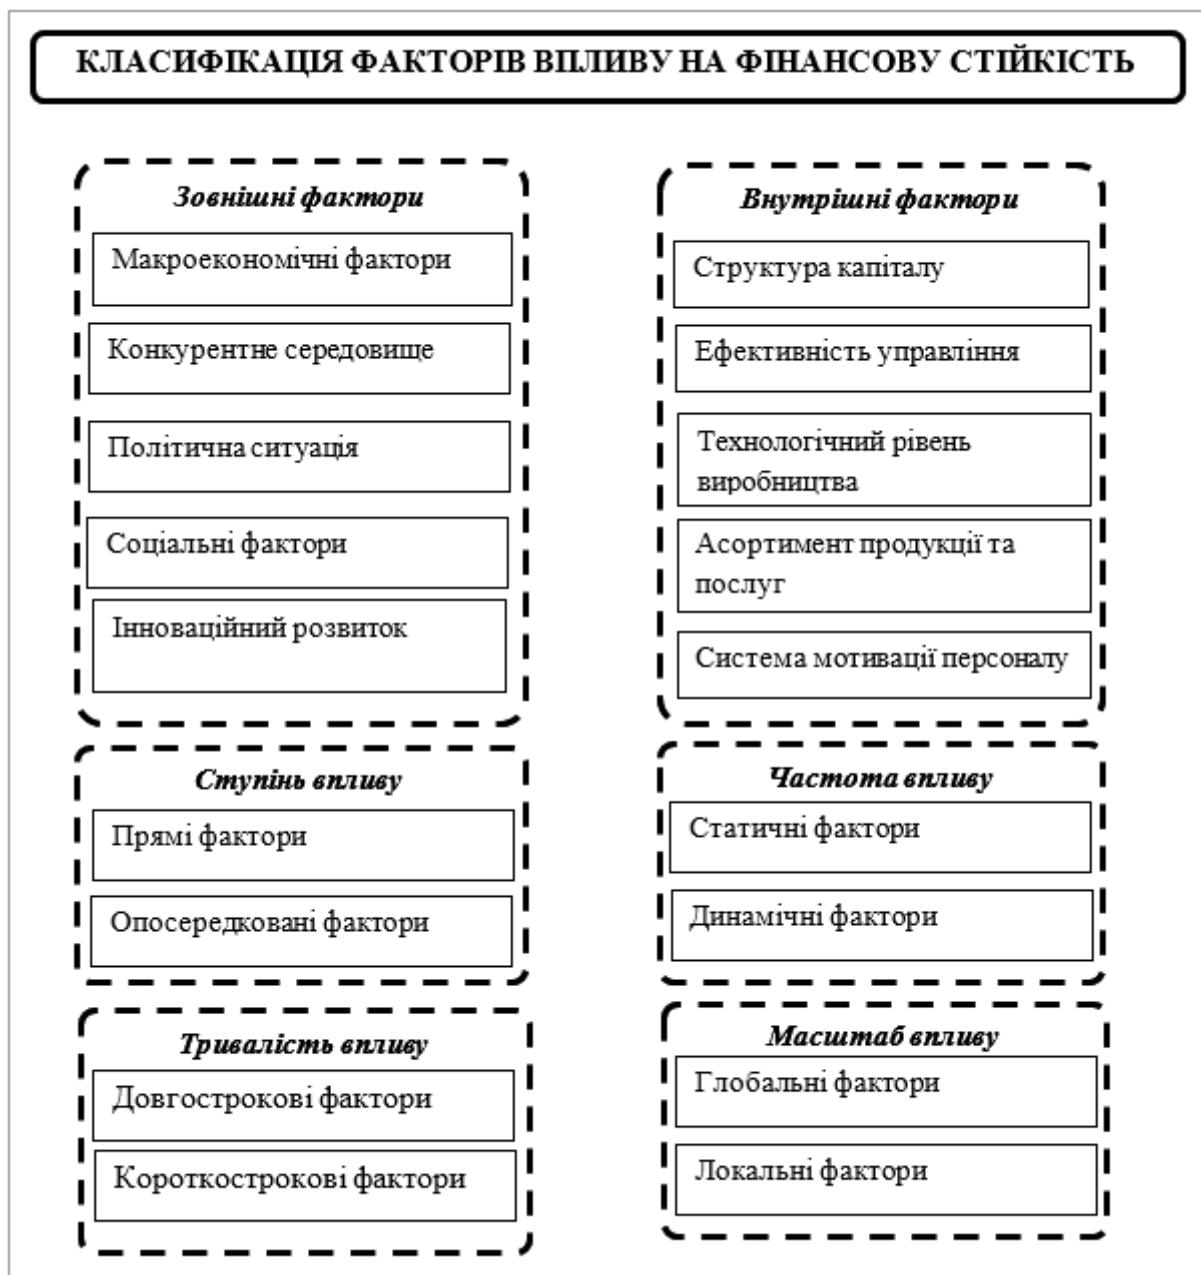 КЛАСИФІКАЦІЯ ФАКТОРІВ ВПЛИВУ НА ФІНАНСОВУ СТІЙКІСТЬ
Зовнішні фактори
Макроекономічні фактори
Конкурентне середовище
Політична ситуація
Соціальні фактори
Інноваційний розвиток
Внутрішні фактори
Структура капіталу
Ефективність управління
Технологічний рівень
виробництва
Асортимент продукції та
послуг
Система мотивації персоналу
Ступінь впливу
Прямі фактори
Опосередковані фактори
Частота впливу
Статичні фактори
Динамічні фактори
Тривалість впливу
Довгострокові фактори
Короткострокові фактори
Масштаб впливу
Глобальні фактори
Локальні фактори